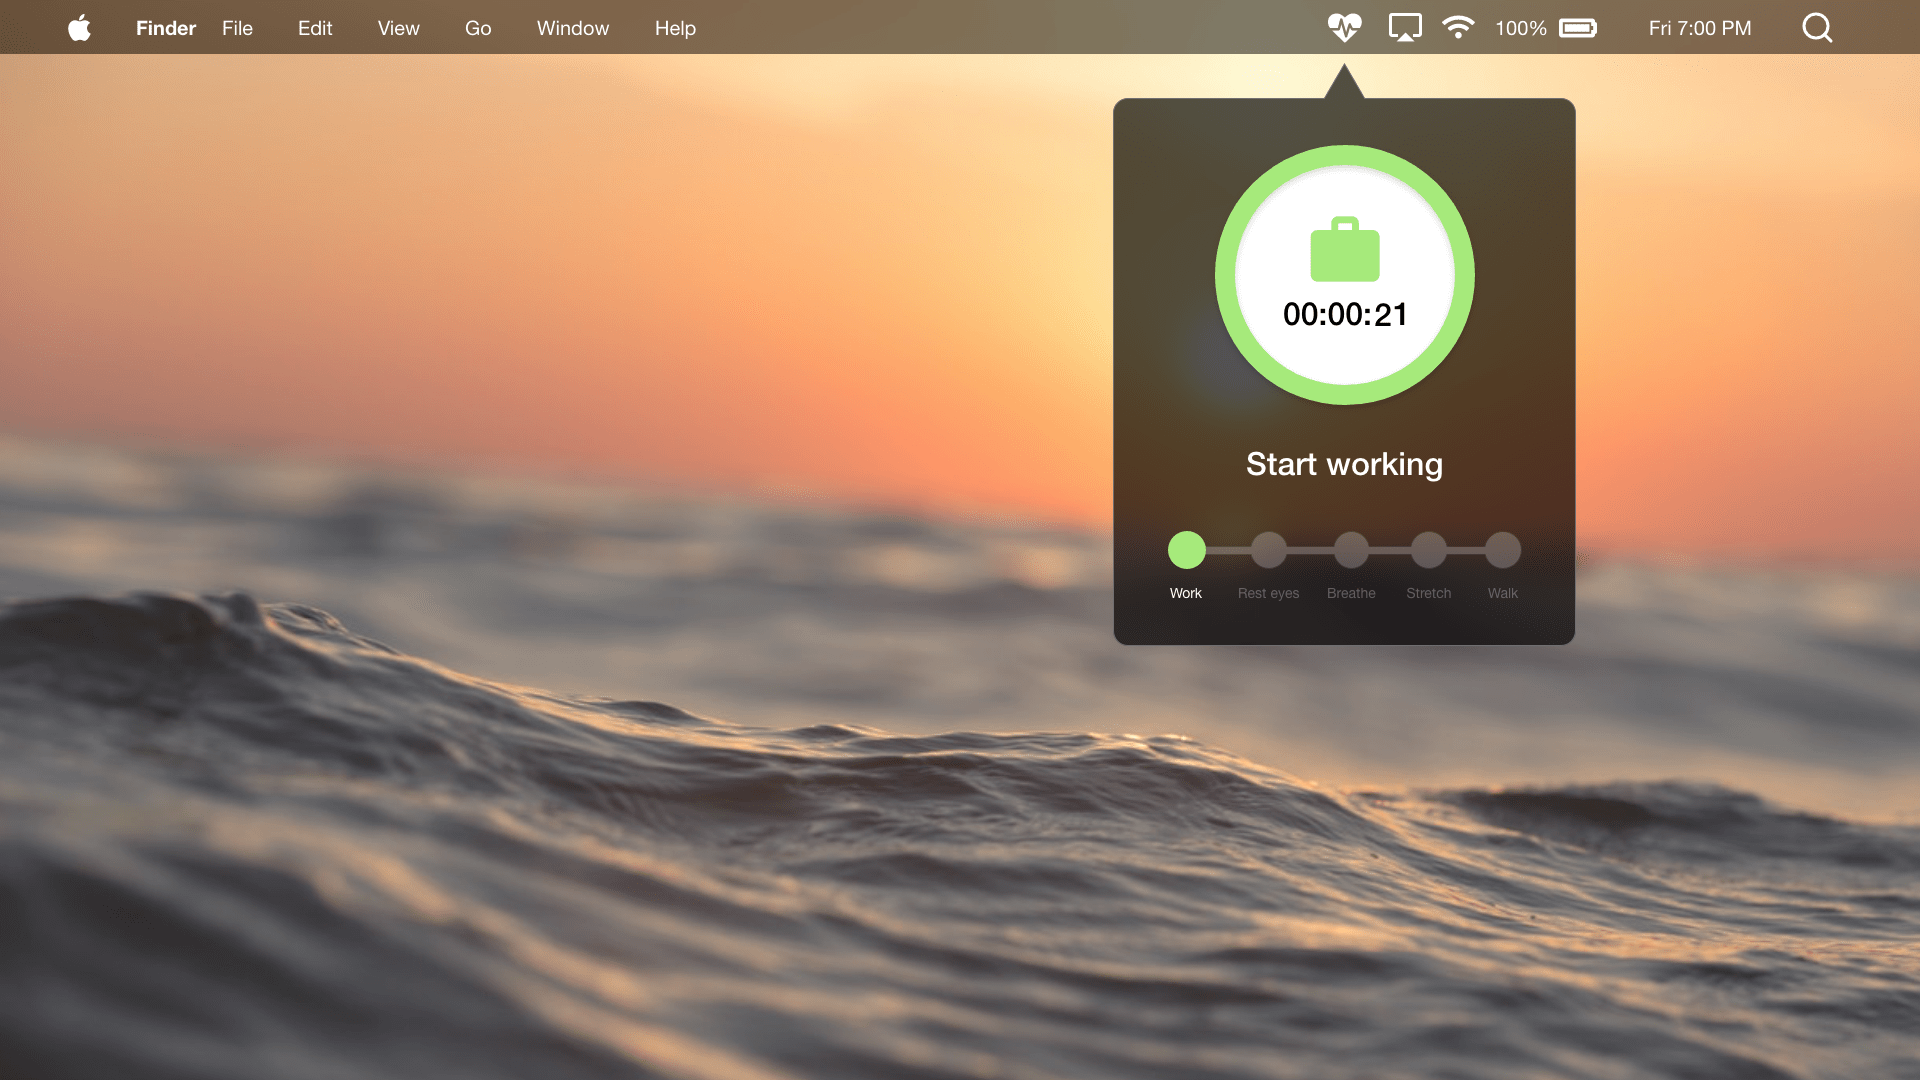 Finder File Edit View Go Window Help 100% Fri 7:00 PM
00:00:21
Start working
Work Rest eyes Breathe Stretch Walk